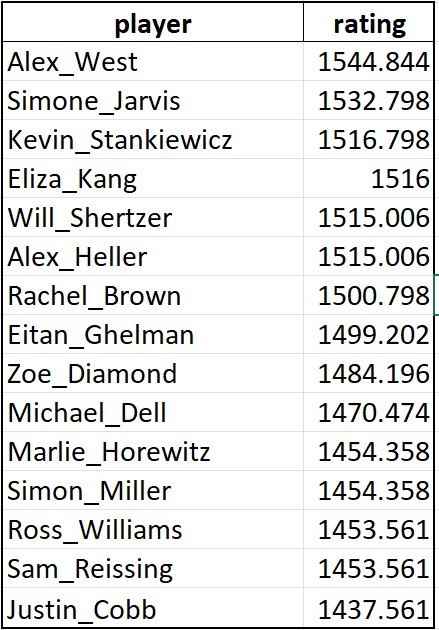 player rating
Alex_West 1544.844
Simone_Jarvis 1532.798
Kevin_Stankiewicz 1516.798
Eliza_Kang 1516
Will_Shertzer 1515.006
Alex_Heller 1515.006
Rachel_Brown 1500.798
Eitan_Ghelman 1499.202
Zoe_Diamond 1484.196
Michael_Dell 1470.474
Marlie_Horewitz 1454.358
Simon_Miller 1454.358
Ross_Williams 1453.561
Sam_Reissing 1453.561
Justin_Cobb 1437.561